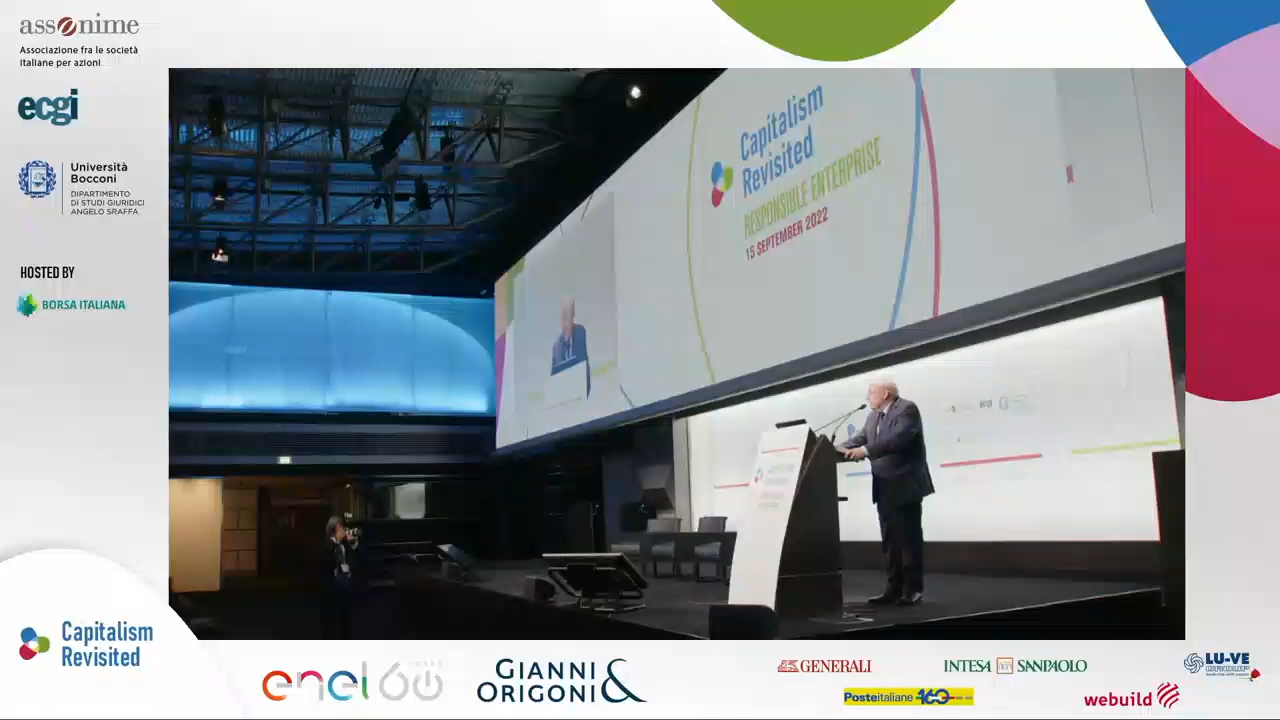 assonime
Associazione fra le società
italiane per azioni
ecgi
Università
Bocconi
DIPARTIMENTO
DI STUDI GIURIDICI
ANGELO SRAFFA
HOSTED BY
BORSA ITALIANA
Capitalism
Revisited
RESPONSIBLE ENTERPRISE
15 SEPTEMBER 2022
Capitalism
Revisited
enel 60
GIANNI &
ORIGONI
GENERALI
INTESA SANPAOLO
Posteitaliane 160
LU-VE
webuild